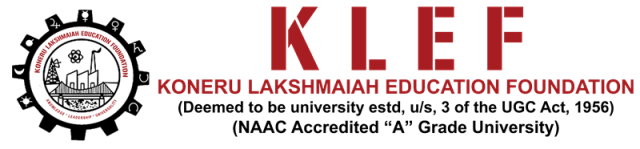 KONERU LAKSHMAIAH EDUCATION FOUNDATION
KLEF
KONERU LAKSHMAIAH EDUCATION FOUNDATION
(Deemed to be university estd, u/s, 3 of the UGC Act, 1956)
(NAAC Accredited “A” Grade University)